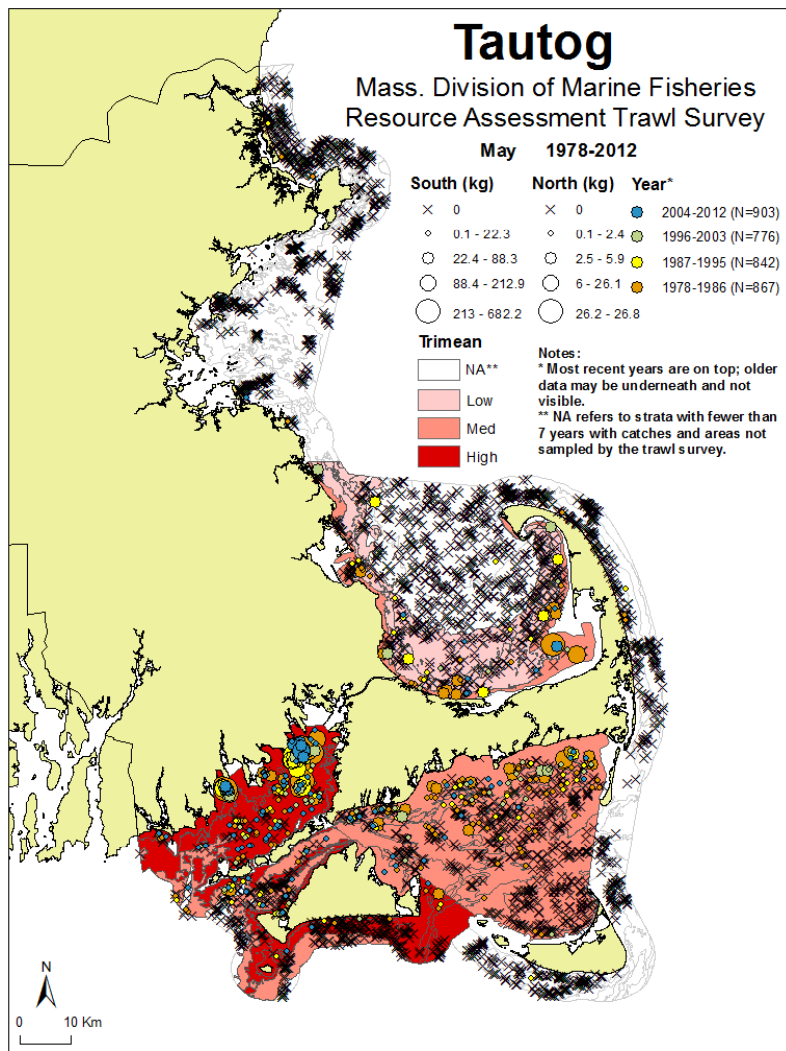 Tautog
Mass. Division of Marine Fisheries
Resource Assessment Trawl Survey
May 1978-2012
South (kg) North (kg) Year*
0 0 2004-2012 (N=903)
0.1 - 22.3 0.1 - 2.4 1996-2003 (N=776)
22.4 - 88.3 2.5 - 5.9 1987-1995 (N=842)
88.4 - 212.9 6 - 26.1 1978-1986 (N=867)
213 - 682.2 26.2 - 26.8
Trimean
NA**
Low
Med
High
Notes:
* Most recent years are on top; older
data may be underneath and not
visible.
** NA refers to strata with fewer than
7 years with catches and areas not
sampled by the trawl survey.
N
0 10 Km